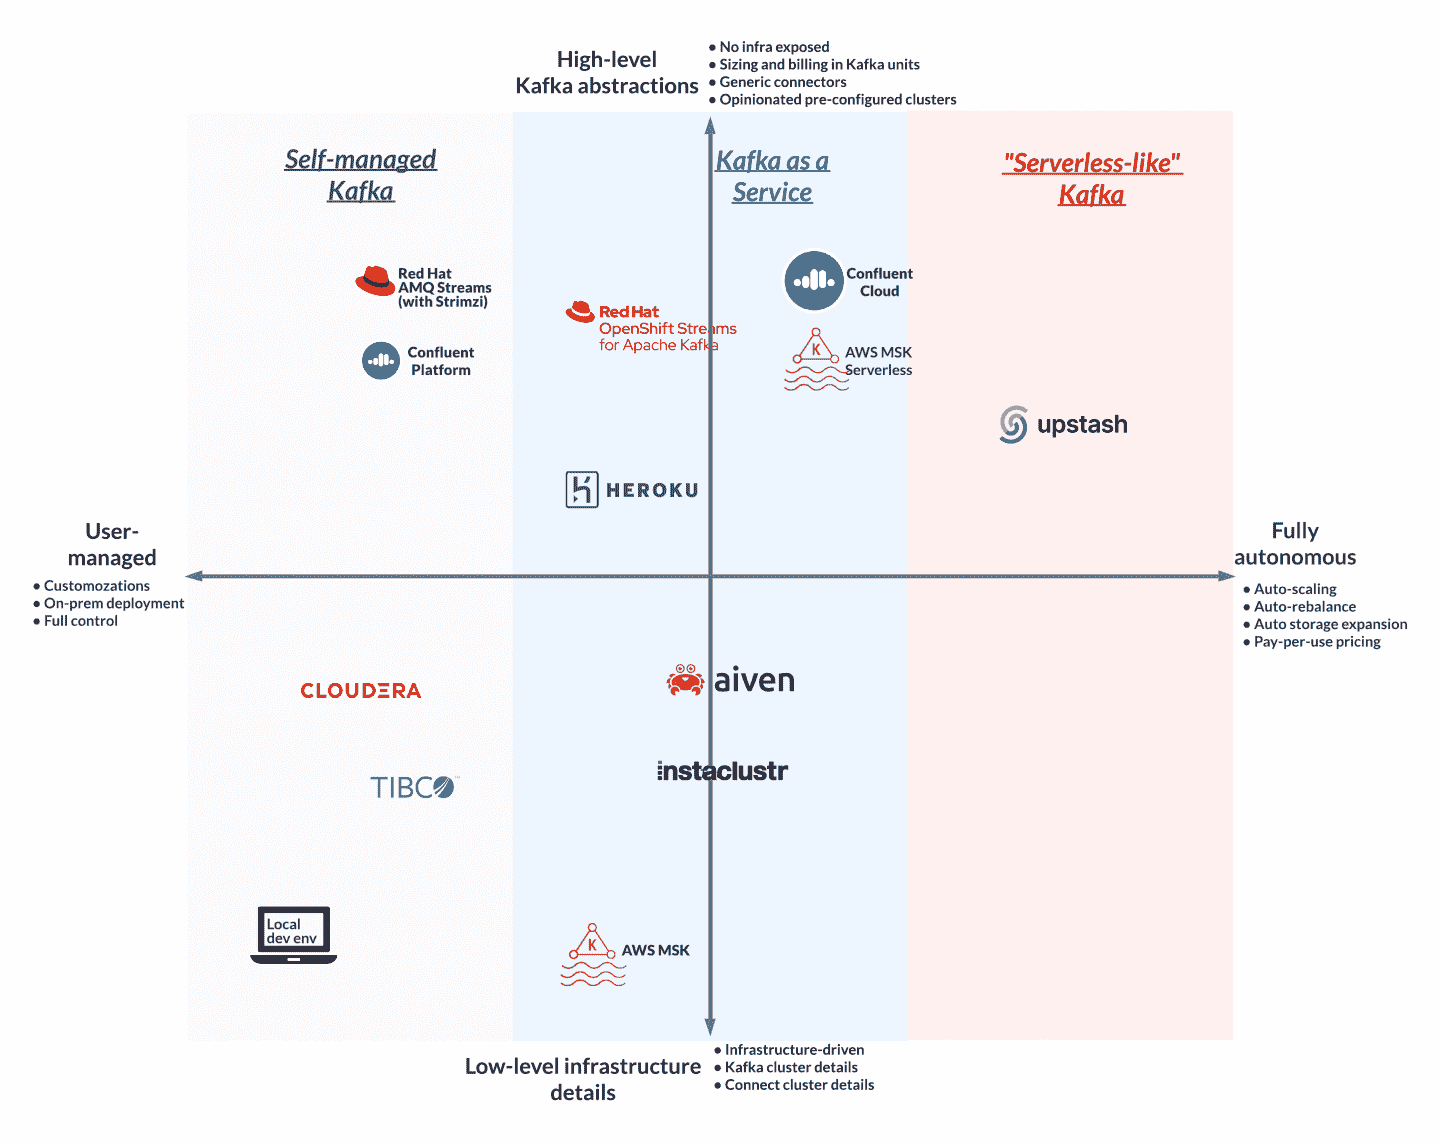 High-level
Kafka abstractions
● No infra exposed
● Sizing and billing in Kafka units
● Generic connectors
● Opinionated pre-configured clusters
Self-managed
Kafka
Kafka as a
Service
"Serverless-like"
Kafka
Red Hat
AMQ Streams
(with Strimzi)
Confluent
Platform
Red Hat
OpenShift Streams
for Apache Kafka
Confluent
Cloud
K
AWS MSK
Serverless
upstash
HEROKU
User-
managed
● Customozations
● On-prem deployment
● Full control
Fully
autonomous
● Auto-scaling
● Auto-rebalance
● Auto storage expansion
● Pay-per-use pricing
CLOUDERA
aiven
TIBCO
instaclustr
Local
dev env
K
AWS MSK
Low-level infrastructure
details
● Infrastructure-driven
● Kafka cluster details
● Connect cluster details